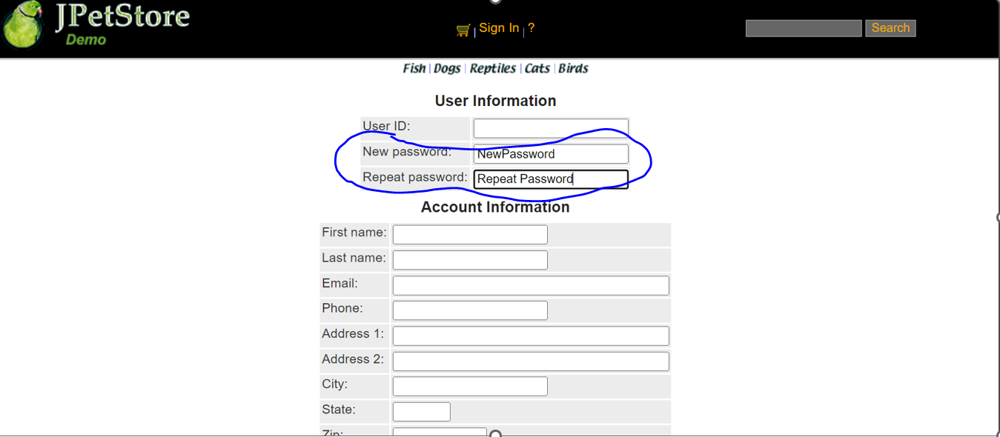 JPetStore
Demo
| Sign In | ?
Search
Fish | Dogs | Reptiles | Cats | Birds
User Information
User ID:
New password: NewPassword
Repeat password: Repeat Password
Account Information
First name:
Last name:
Email:
Phone:
Address 1:
Address 2:
City:
State:
Zip: